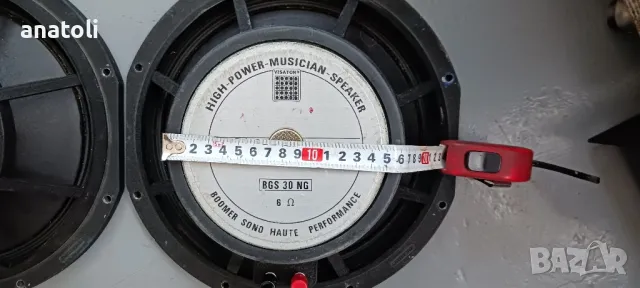 anatoli
HIGH-POWER-MUSICIAN-SPEAKER
VISATON
2 3 4 5 6 7 8 9 10 1 2 3 4 5 6 7 8 9
BGS 30 NG
6 Ω
BOOMER SONO HAUTE PERFORMANCE
BAZAR